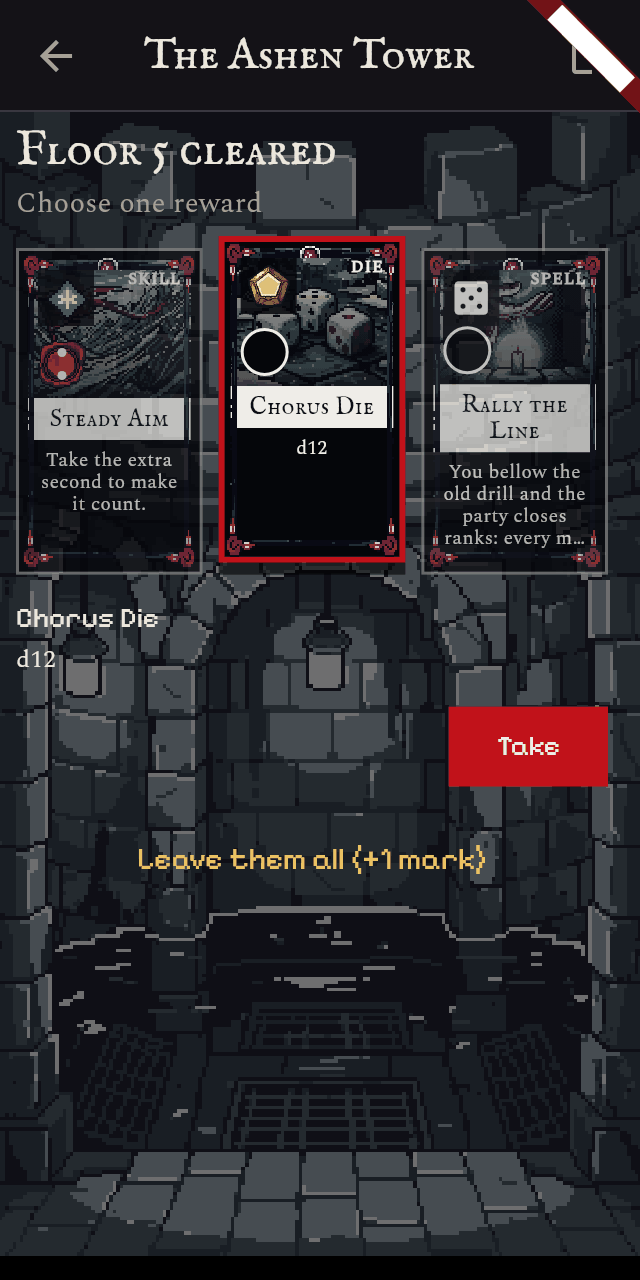 The Ashen Tower
Floor 5 cleared
Choose one reward
SKILL
Steady Aim
Take the extra
second to make
it count.
DIE
Chorus Die
d12
SPELL
Rally the
Line
You bellow the
old drill and the
party closes
ranks: every m…
Chorus Die
d12
Take
Leave them all (+1 mark)